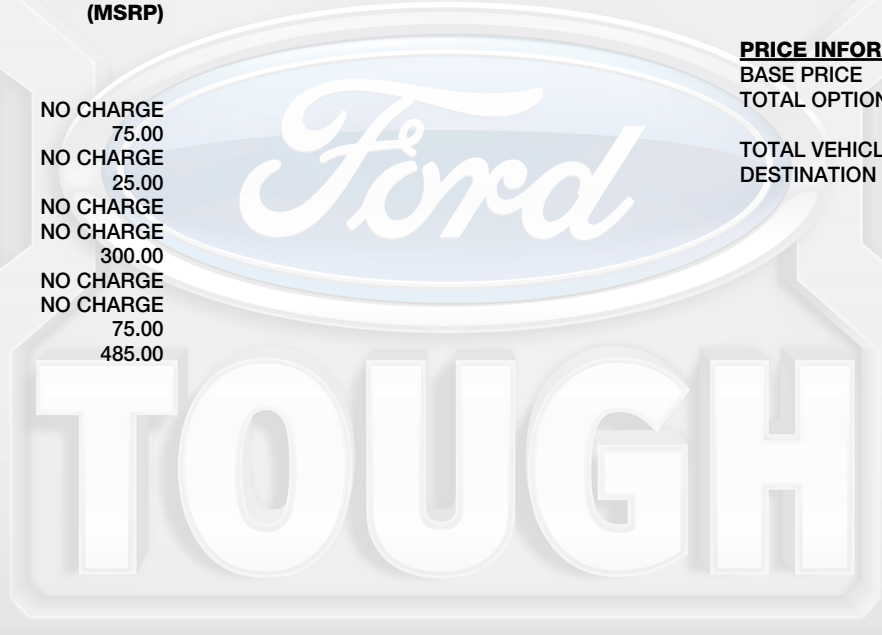 (MSRP)
NO CHARGE
75.00
NO CHARGE
25.00
NO CHARGE
NO CHARGE
300.00
NO CHARGE
NO CHARGE
75.00
485.00
PRICE INFOR
BASE PRICE
TOTAL OPTION
TOTAL VEHICL
DESTINATION
Ford
TOUGH